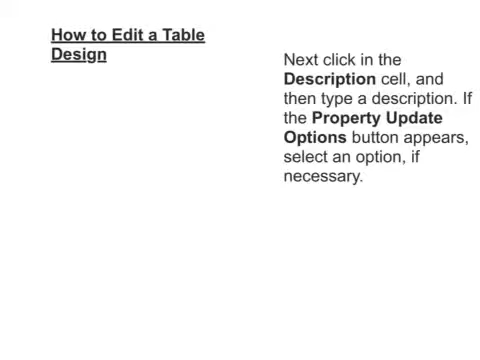 How to Edit a Table
Design
Next click in the
Description cell, and
then type a description. If
the Property Update
Options button appears,
select an option, if
necessary.